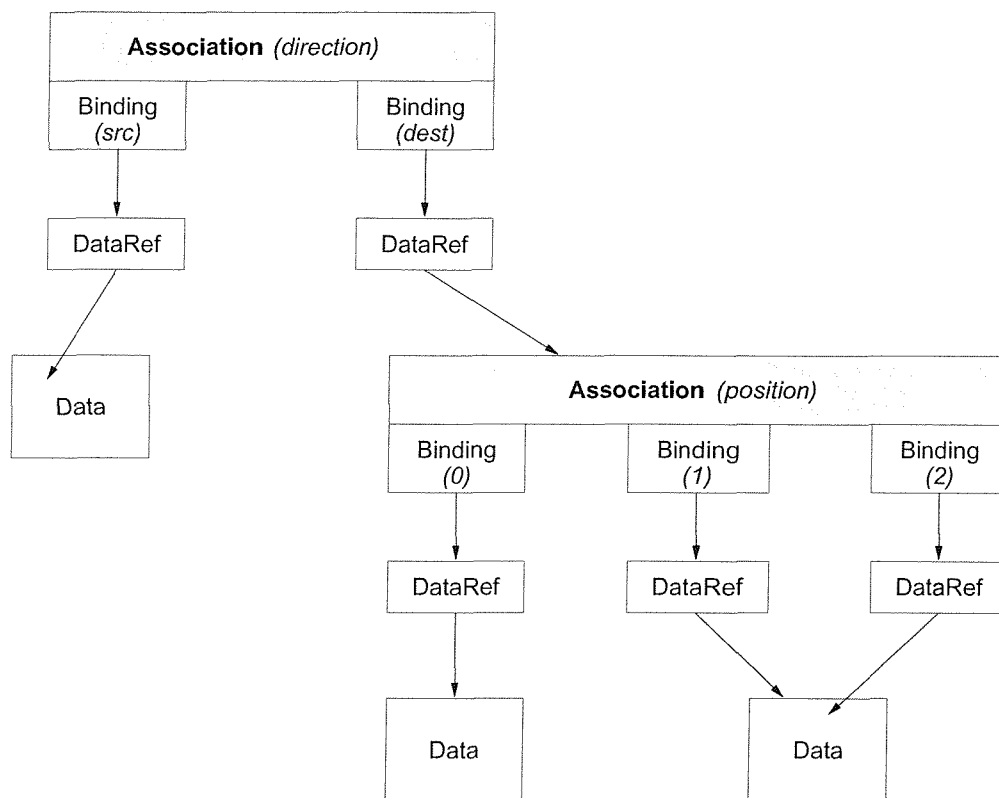 Association (direction)
Binding
(src)
Binding
(dest)
DataRef
DataRef
Data
Association (position)
Binding
(0)
Binding
(1)
Binding
(2)
DataRef
DataRef
DataRef
Data
Data